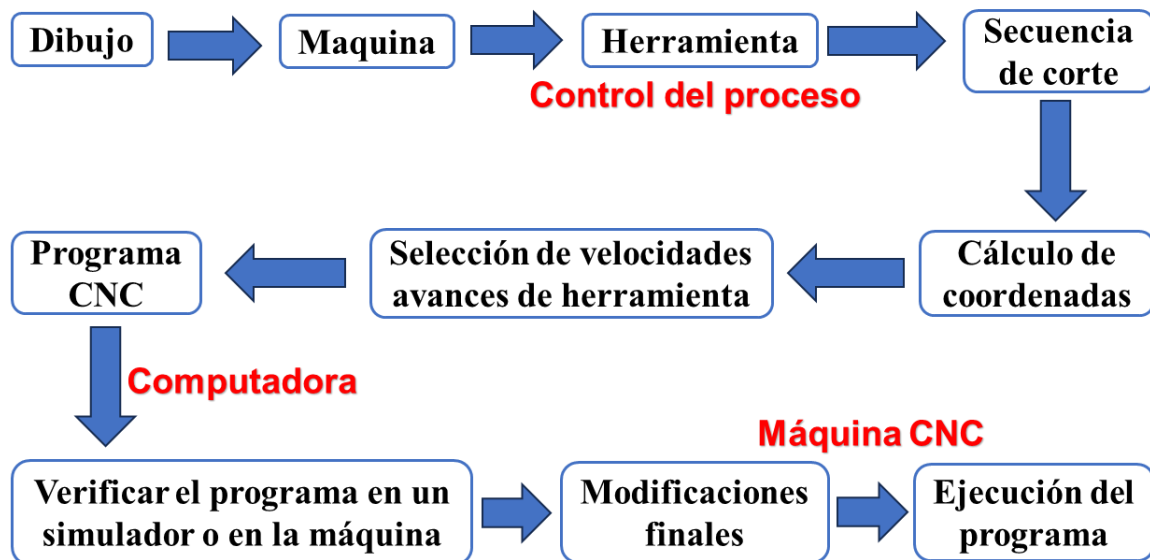 Dibujo
Maquina
Herramienta
Secuencia
de corte
Control del proceso
Programa
CNC
Selección de velocidades
avances de herramienta
Cálculo de
coordenadas
Computadora
Máquina CNC
Verificar el programa en un
simulador o en la máquina
Modificaciones
finales
Ejecución del
programa